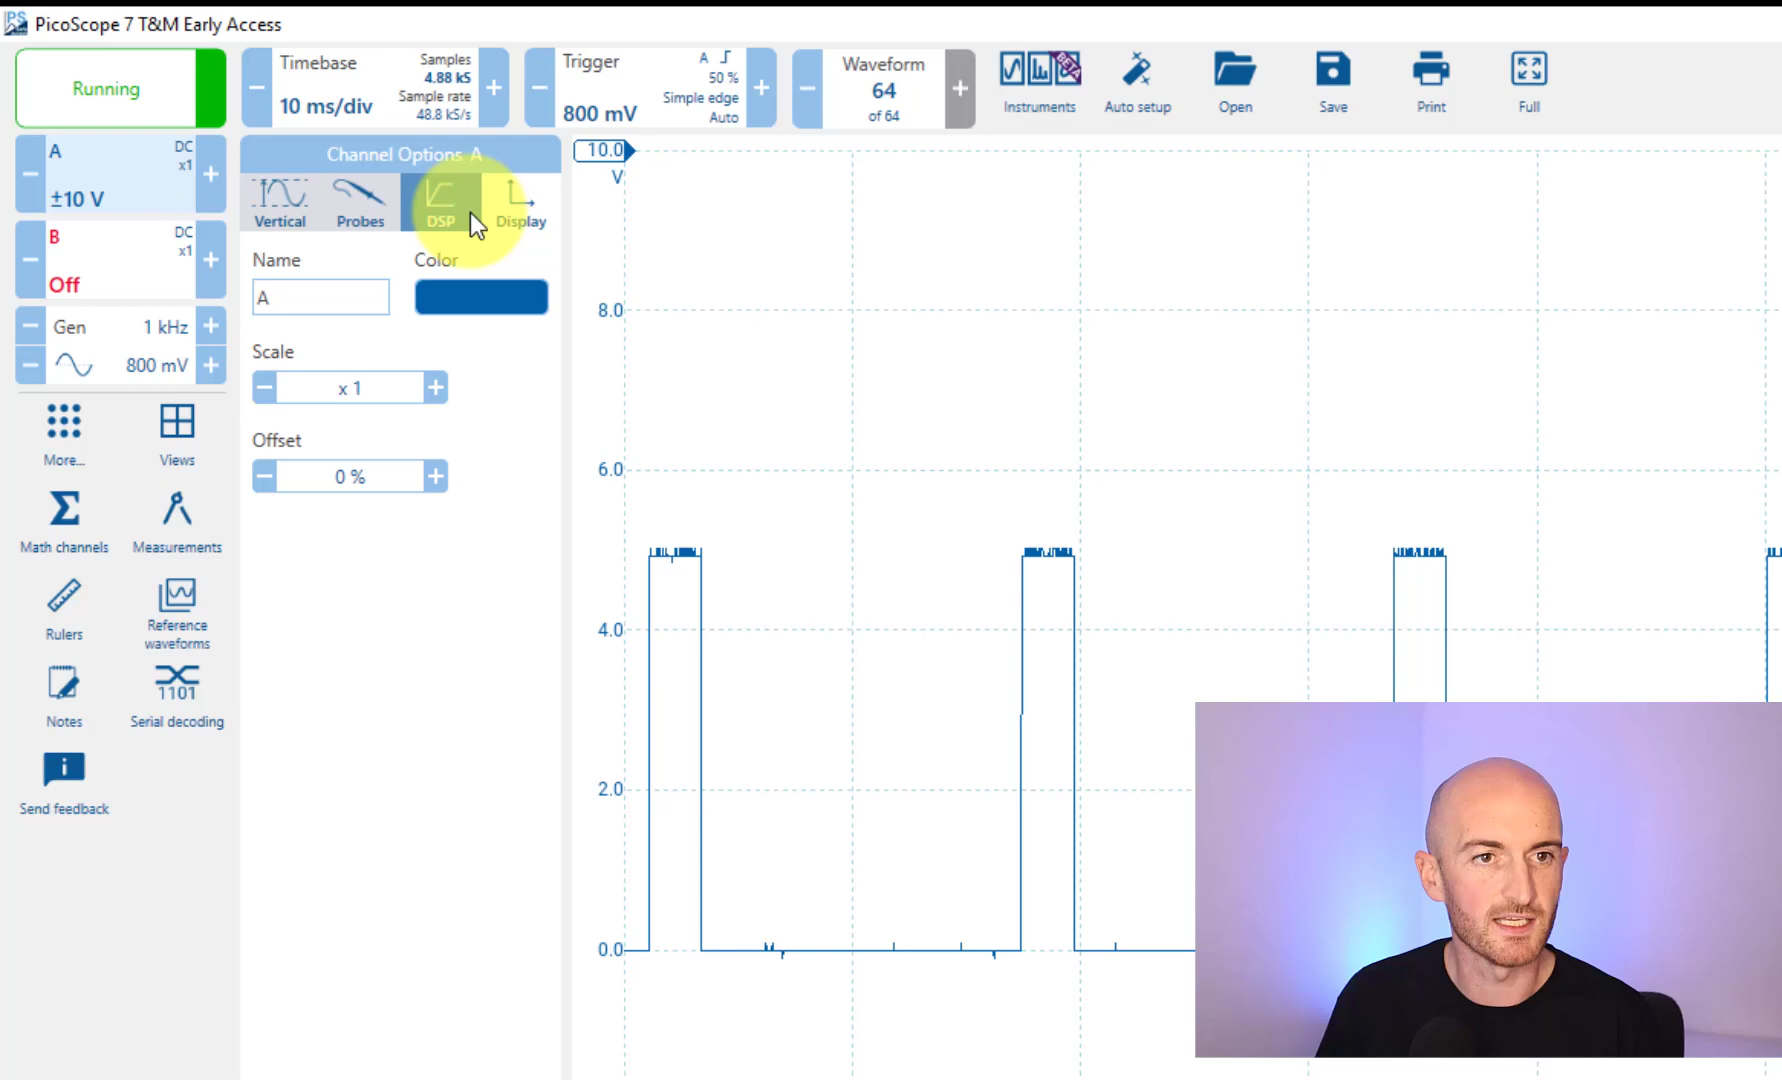 PicoScope 7 T&M Early Access
Running
Timebase
10 ms/div
Samples
4.88 kS
Sample rate
48.8 kS/s
Trigger
800 mV
A
50 %
Simple edge
Auto
Waveform
64
of 64
BETA
Instruments
Auto setup
Open
Save
Print
Full
A
DC
x1
±10 V
B
DC
x1
Off
Gen
1 kHz
800 mV
More...
Views
Math channels
Measurements
Rulers
Reference
waveforms
Notes
1101
Serial decoding
Send feedback
Channel Options A
Vertical
Probes
DSP
Display
Name
Color
A
Scale
x 1
Offset
0 %
10.0
V
8.0
6.0
4.0
2.0
0.0